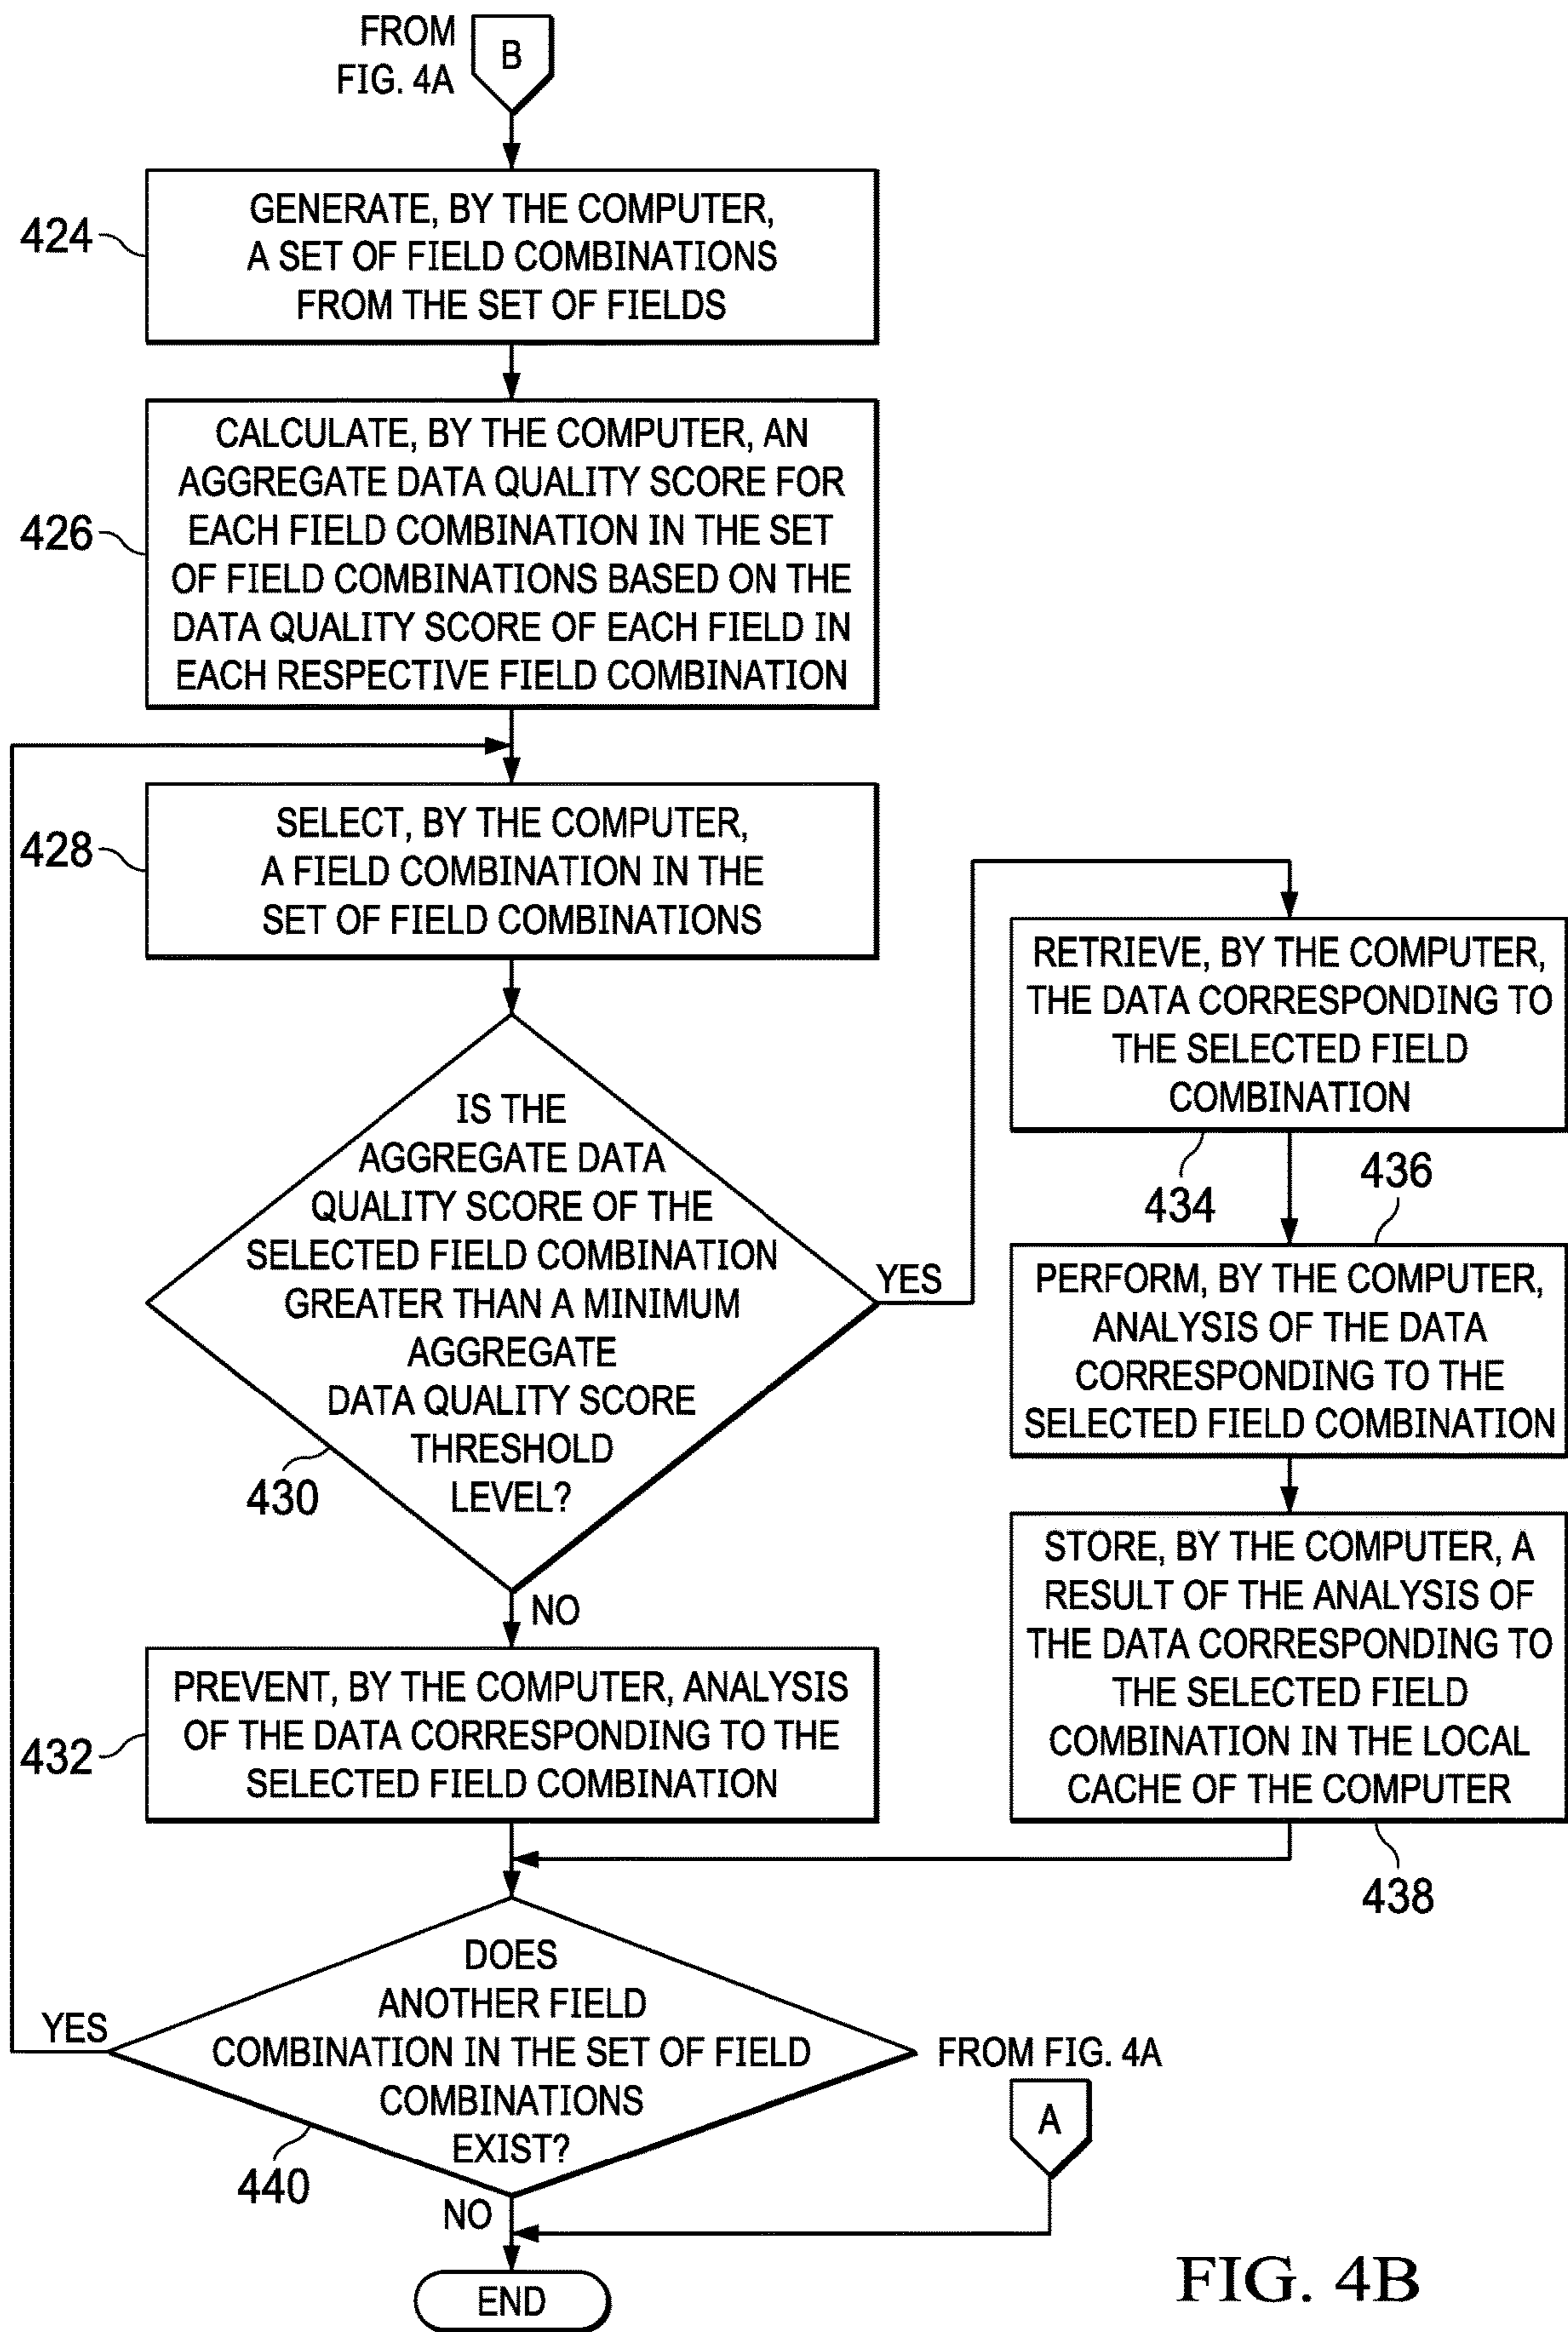 FROM
FIG. 4A
B
424
GENERATE, BY THE COMPUTER,
A SET OF FIELD COMBINATIONS
FROM THE SET OF FIELDS
426
CALCULATE, BY THE COMPUTER, AN
AGGREGATE DATA QUALITY SCORE FOR
EACH FIELD COMBINATION IN THE SET
OF FIELD COMBINATIONS BASED ON THE
DATA QUALITY SCORE OF EACH FIELD IN
EACH RESPECTIVE FIELD COMBINATION
428
SELECT, BY THE COMPUTER,
A FIELD COMBINATION IN THE
SET OF FIELD COMBINATIONS
IS THE
AGGREGATE DATA
QUALITY SCORE OF THE
SELECTED FIELD COMBINATION
GREATER THAN A MINIMUM
AGGREGATE
DATA QUALITY SCORE
THRESHOLD
LEVEL?
430
YES
NO
432
PREVENT, BY THE COMPUTER, ANALYSIS
OF THE DATA CORRESPONDING TO THE
SELECTED FIELD COMBINATION
RETRIEVE, BY THE COMPUTER,
THE DATA CORRESPONDING TO
THE SELECTED FIELD
COMBINATION
434
436
PERFORM, BY THE COMPUTER,
ANALYSIS OF THE DATA
CORRESPONDING TO THE
SELECTED FIELD COMBINATION
STORE, BY THE COMPUTER, A
RESULT OF THE ANALYSIS OF
THE DATA CORRESPONDING TO
THE SELECTED FIELD
COMBINATION IN THE LOCAL
CACHE OF THE COMPUTER
438
YES
DOES
ANOTHER FIELD
COMBINATION IN THE SET OF FIELD
COMBINATIONS
EXIST?
440
FROM FIG. 4A
A
NO
END
FIG. 4B